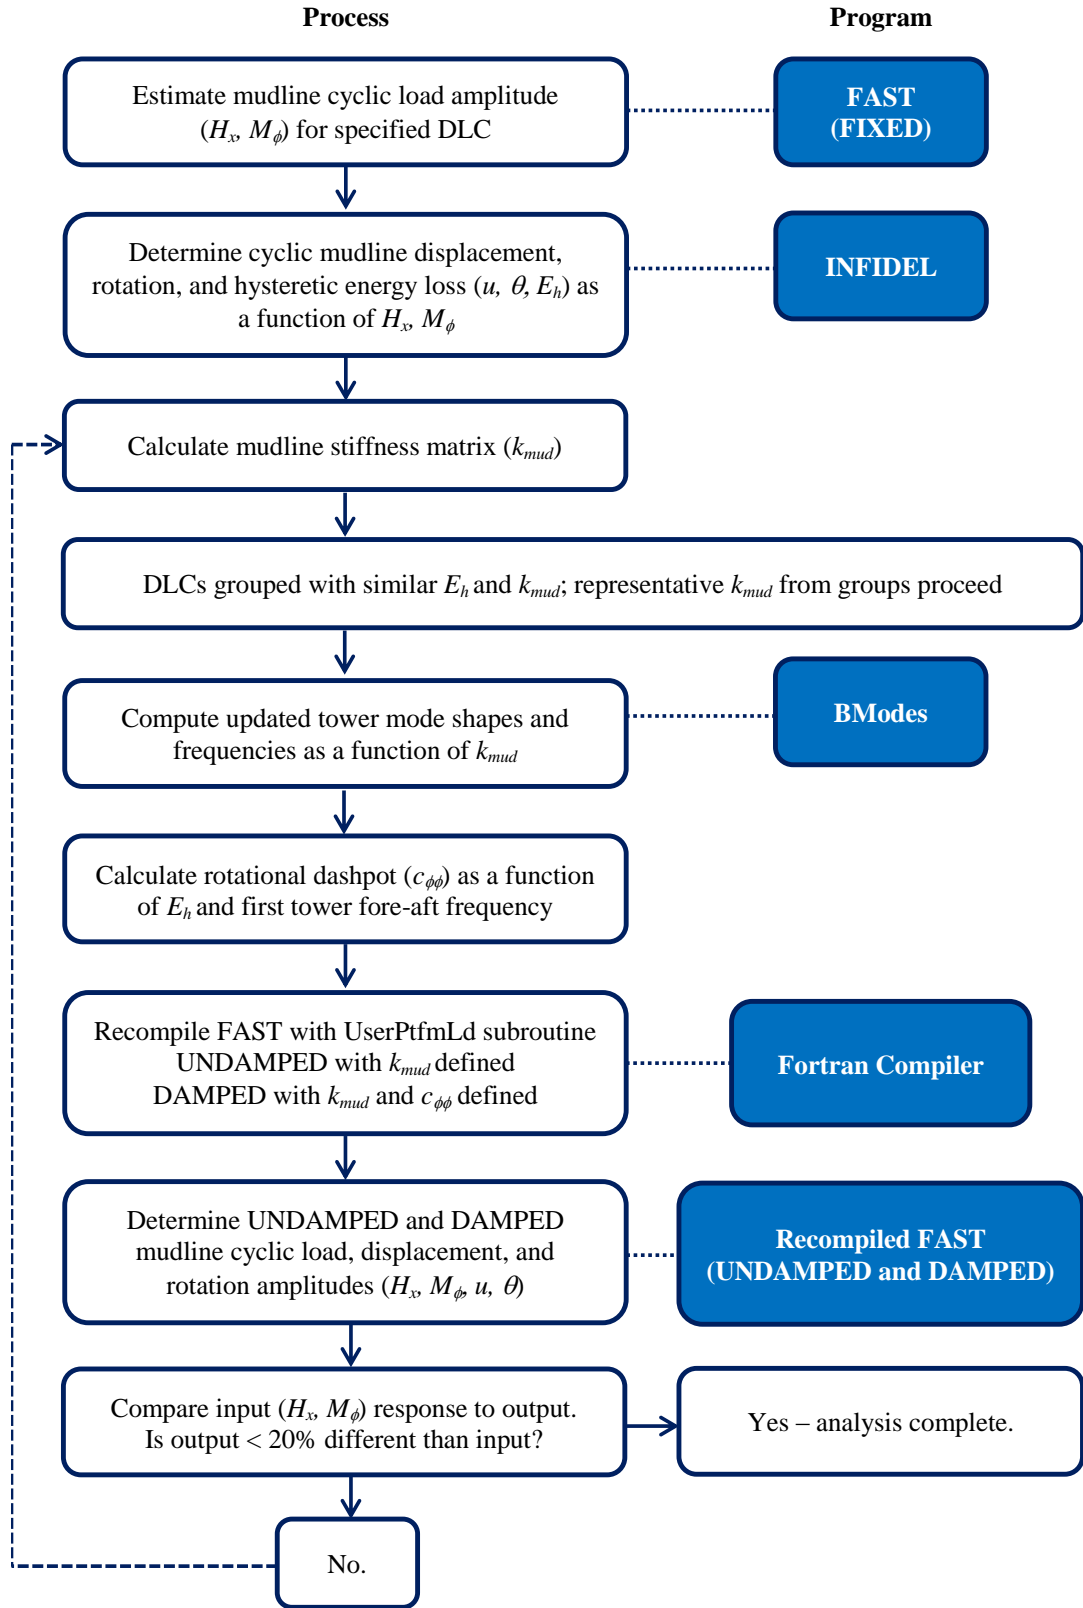 Process
Program
Estimate mudline cyclic load amplitude
(Hx, Mϕ) for specified DLC
FAST
(FIXED)
Determine cyclic mudline displacement,
rotation, and hysteretic energy loss (u, θ, Eh) as
a function of Hx, Mϕ
INFIDEL
Calculate mudline stiffness matrix (kmud)
DLCs grouped with similar Eh and kmud; representative kmud from groups proceed
Compute updated tower mode shapes and
frequencies as a function of kmud
BModes
Calculate rotational dashpot (cϕϕ) as a function
of Eh and first tower fore-aft frequency
Recompile FAST with UserPtfmLd subroutine
UNDAMPED with kmud defined
DAMPED with kmud and cϕϕ defined
Fortran Compiler
Determine UNDAMPED and DAMPED
mudline cyclic load, displacement, and
rotation amplitudes (Hx, Mϕ, u, θ)
Recompiled FAST
(UNDAMPED and DAMPED)
Compare input (Hx, Mϕ) response to output.
Is output < 20% different than input?
Yes – analysis complete.
No.